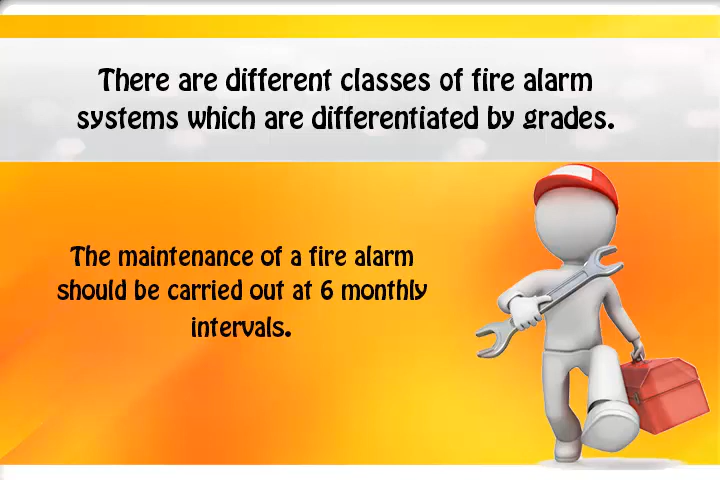 There are different classes of fire alarm
systems which are differentiated by grades.
The maintenance of a fire alarm
should be carried out at 6 monthly
intervals.